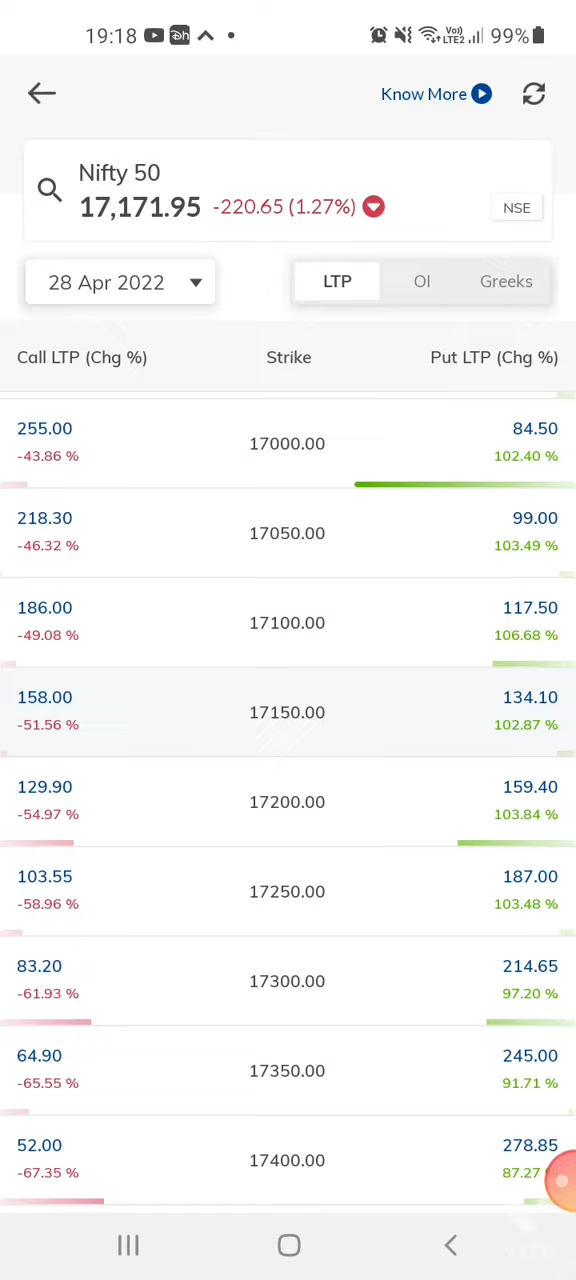 19:18 Dh Vo)) LTE2 99%
Know More
Nifty 50
17,171.95 -220.65 (1.27%)
NSE
28 Apr 2022
LTP OI Greeks
Call LTP (Chg %) Strike Put LTP (Chg %)
255.00 84.50
17000.00
-43.86 % 102.40 %
218.30 99.00
17050.00
-46.32 % 103.49 %
186.00 117.50
17100.00
-49.08 % 106.68 %
158.00 134.10
17150.00
-51.56 % 102.87 %
129.90 159.40
17200.00
-54.97 % 103.84 %
103.55 187.00
17250.00
-58.96 % 103.48 %
83.20 214.65
17300.00
-61.93 % 97.20 %
64.90 245.00
17350.00
-65.55 % 91.71 %
52.00 278.85
17400.00
-67.35 % 87.27